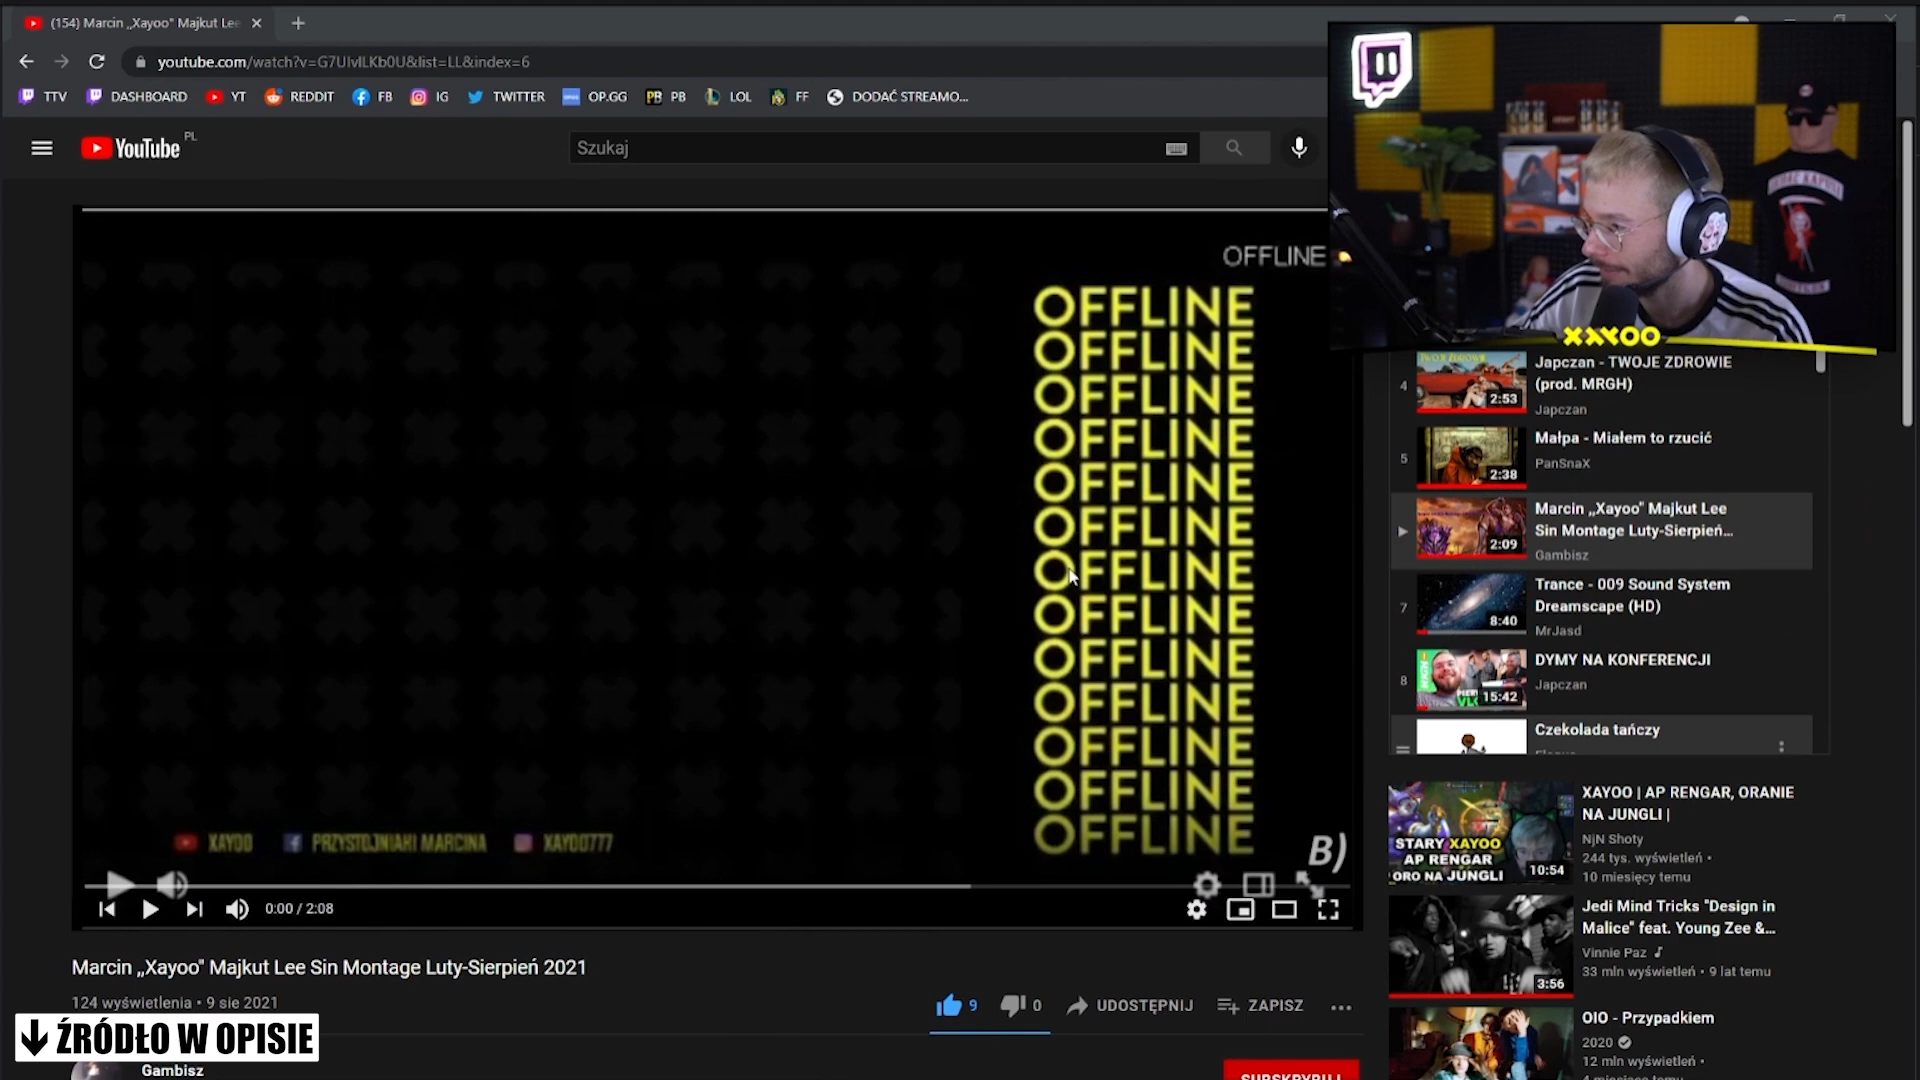 (154) Marcin „Xayoo" Majkut Lee
youtube.com/watch?v=G7UIvILKb0U&list=LL&index=6
TTV
DASHBOARD
YT
REDDIT
FB
IG
TWITTER
OP.GG
PB
PB
LOL
FF
DODAĆ STREAMO...
YouTube
PL
Szukaj
OFFLINE
OFFLINE
OFFLINE
OFFLINE
OFFLINE
OFFLINE
OFFLINE
OFFLINE
OFFLINE
OFFLINE
OFFLINE
OFFLINE
OFFLINE
OFFLINE
XAYOO
PRZYSTOJNIAKI MARCINA
XAYOO777
B)
0:00 / 2:08
XAYOO
4
2:53
Japczan - TWOJE ZDROWIE
(prod. MRGH)
Japczan
5
2:38
Małpa - Miałem to rzucić
PanSnaX
2:09
Marcin „Xayoo" Majkut Lee
Sin Montage Luty-Sierpień...
Gambisz
7
8:40
Trance - 009 Sound System
Dreamscape (HD)
MrJasd
8
15:42
DYMY NA KONFERENCJI
Japczan
Czekolada tańczy
STARY XAYOO
AP RENGAR
ORO NA JUNGLI
10:54
XAYOO | AP RENGAR, ORANIE
NA JUNGLI |
NjN Shoty
244 tys. wyświetleń •
10 miesięcy temu
3:56
Jedi Mind Tricks "Design in
Malice" feat. Young Zee &...
Vinnie Paz
33 mln wyświetleń • 9 lat temu
OIO - Przypadkiem
2020
12 mln wyświetleń •
Marcin „Xayoo" Majkut Lee Sin Montage Luty-Sierpień 2021
124 wyświetlenia • 9 sie 2021
9
0
UDOSTĘPNIJ
ZAPISZ
ŹRÓDŁO W OPISIE
Gambisz
SUBSKRYBUJ